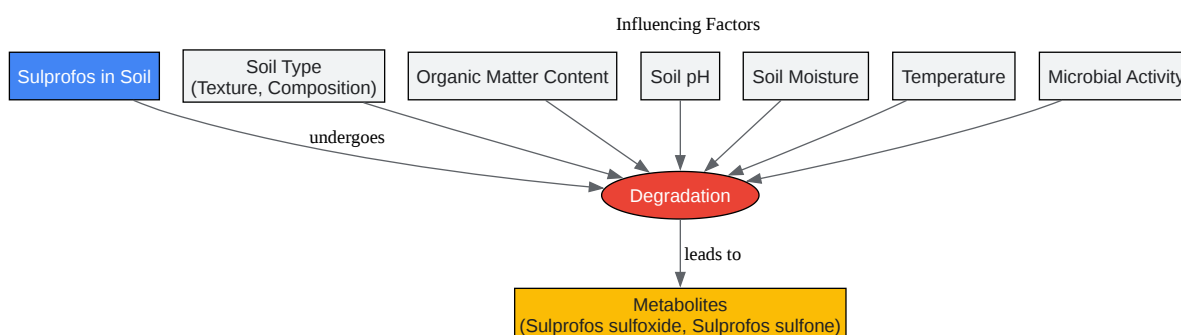 Influencing Factors
Sulprofos in Soil
Soil Type
(Texture, Composition)
Organic Matter Content
Soil pH
Soil Moisture
Temperature
Microbial Activity
undergoes
Degradation
leads to
Metabolites
(Sulprofos sulfoxide, Sulprofos sulfone)